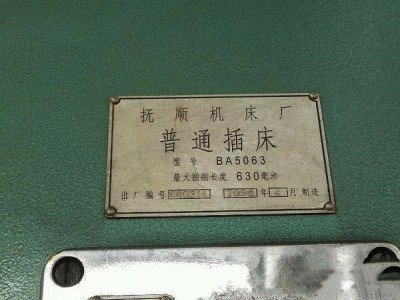 抚顺机床厂
普通插床
型号 BA5063
最大插削长度 630毫米
出厂编号 年 月制造